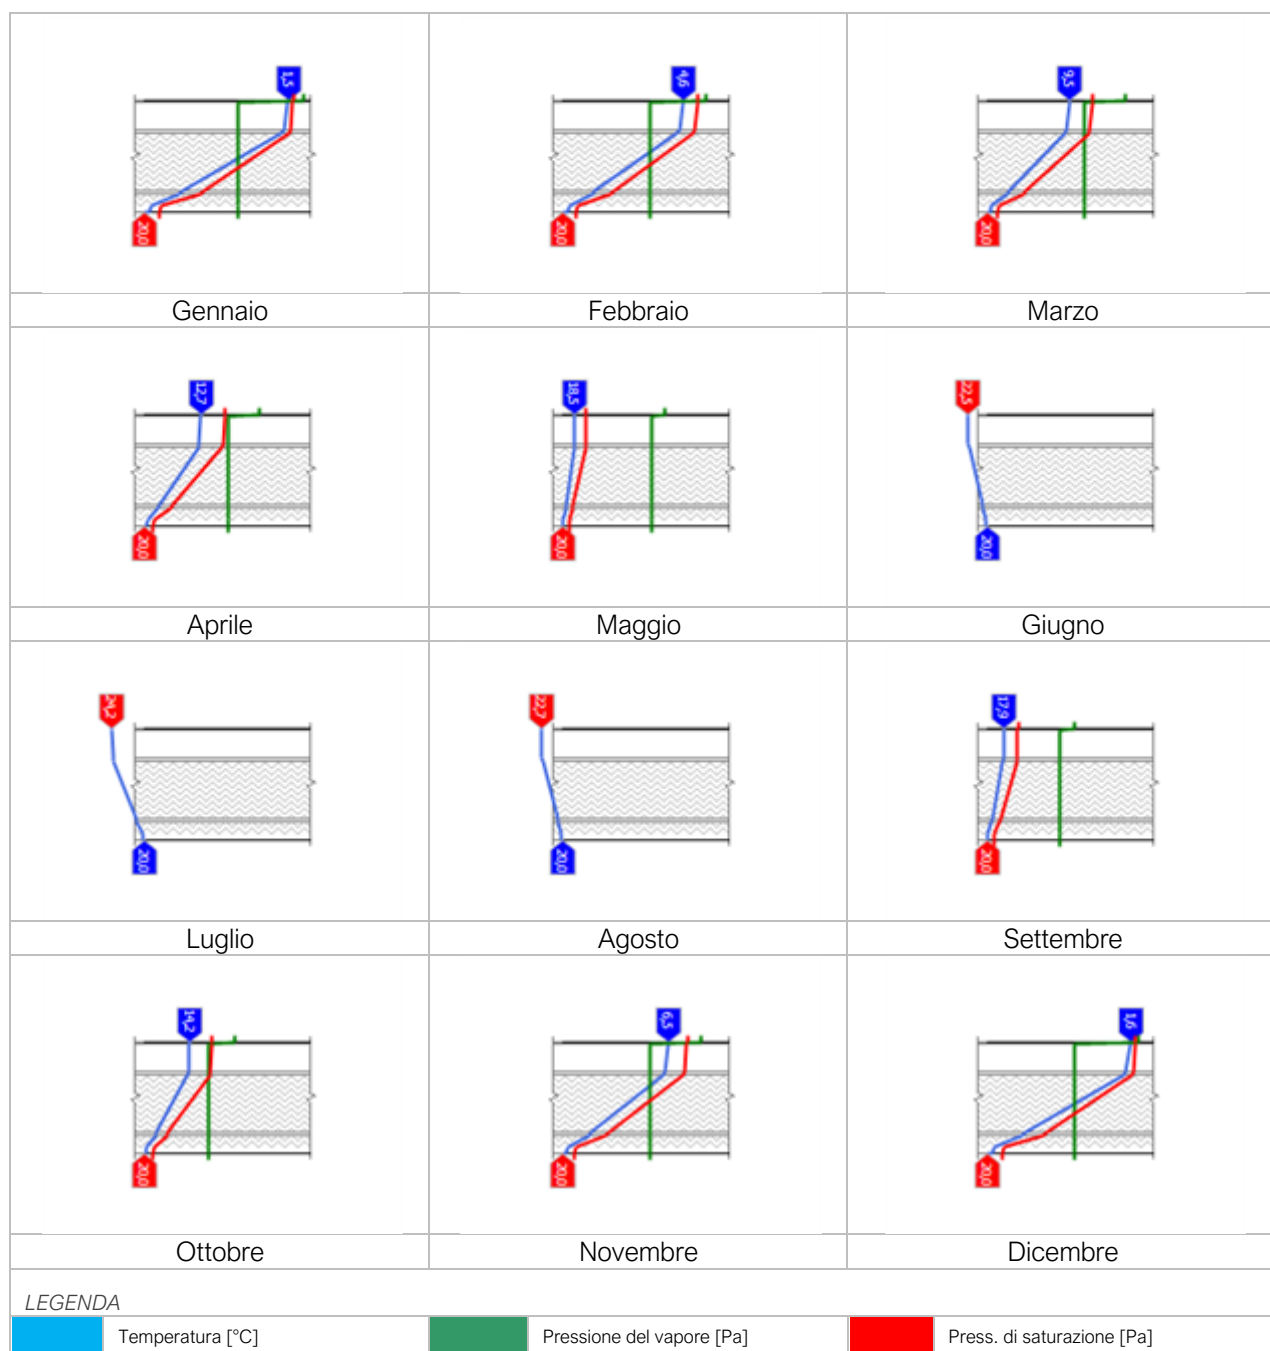 1,5
4,6
9,5
20,0
20,0
20,0
Gennaio
Febbraio
Marzo
12,7
18,5
22,5
20,0
20,0
20,0
Aprile
Maggio
Giugno
24,2
22,7
17,9
20,0
20,0
20,0
Luglio
Agosto
Settembre
14,2
6,5
1,6
20,0
20,0
20,0
Ottobre
Novembre
Dicembre
LEGENDA
Temperatura [°C]
Pressione del vapore [Pa]
Press. di saturazione [Pa]